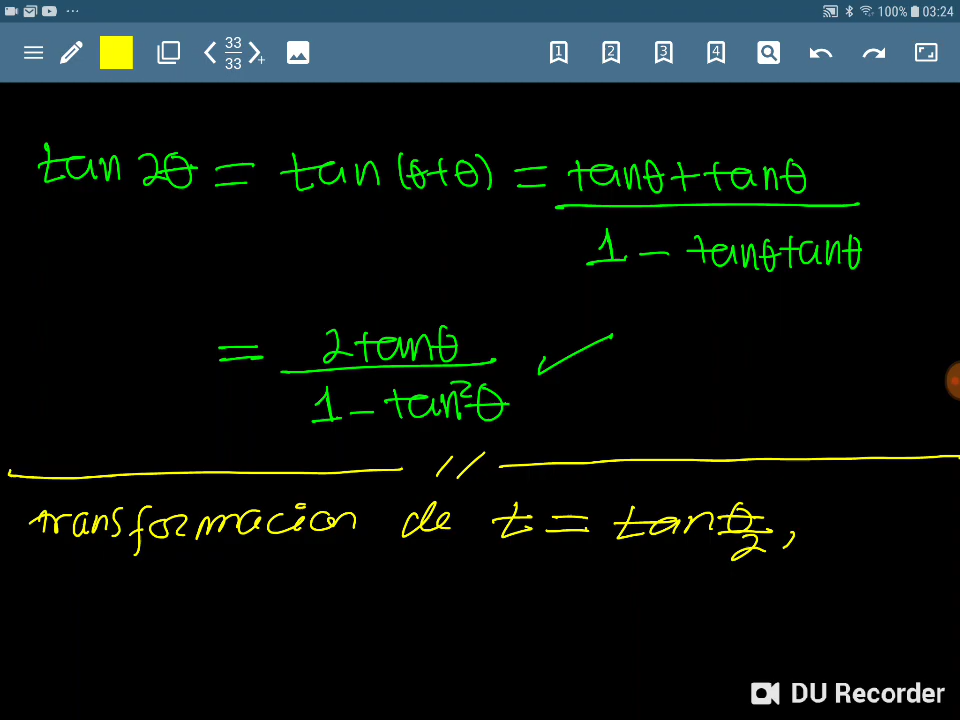 100% 03:24
33
33
+
1 2 3 4
tan 2θ = tan (θ+θ) = tanθ + tanθ
1 - tanθtanθ
= 2tanθ
1 - tan²θ ✓
//
transformacion de t = tan θ/2,
DU Recorder